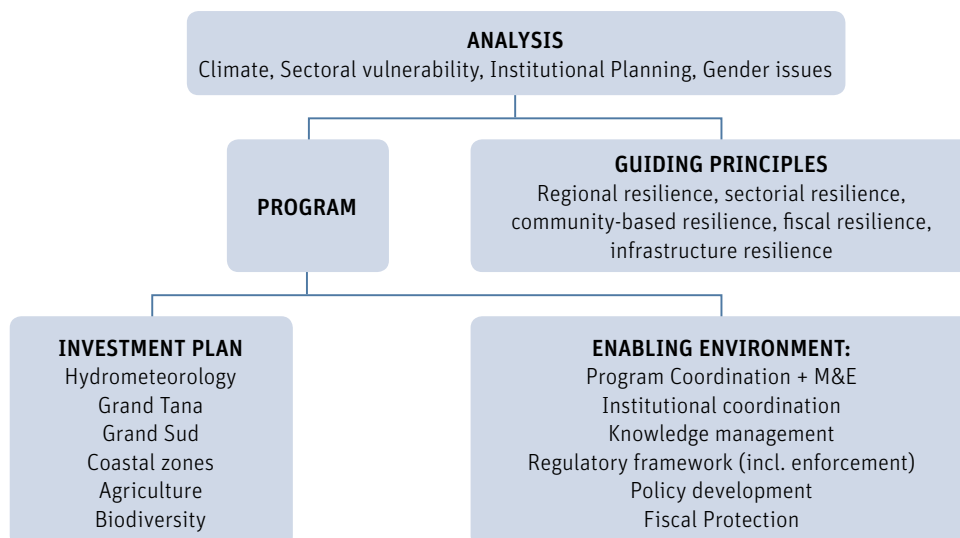 ANALYSIS
Climate, Sectoral vulnerability, Institutional Planning, Gender issues
PROGRAM
GUIDING PRINCIPLES
Regional resilience, sectorial resilience,
community-based resilience, fiscal resilience,
infrastructure resilience
INVESTMENT PLAN
Hydrometeorology
Grand Tana
Grand Sud
Coastal zones
Agriculture
Biodiversity
ENABLING ENVIRONMENT:
Program Coordination + M&E
Institutional coordination
Knowledge management
Regulatory framework (incl. enforcement)
Policy development
Fiscal Protection